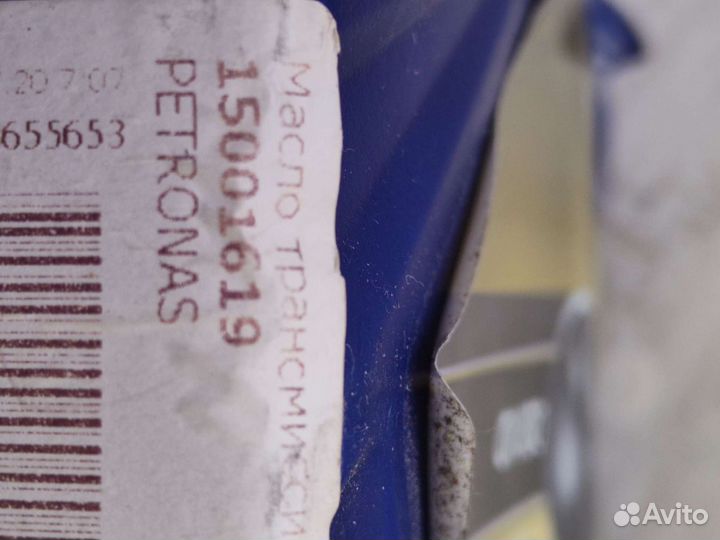 Масло трансмисси
15001619
PETRONAS
20 7:07
655653
Avito